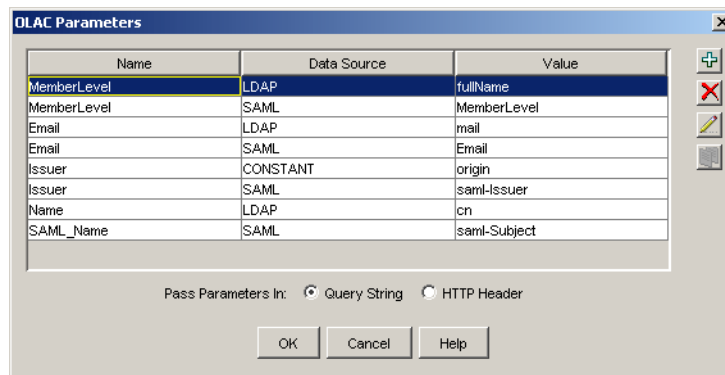 OLAC Parameters
Name Data Source Value
MemberLevel LDAP fullName
MemberLevel SAML MemberLevel
Email LDAP mail
Email SAML Email
Issuer CONSTANT origin
Issuer SAML saml-Issuer
Name LDAP cn
SAML_Name SAML saml-Subject
Pass Parameters In: Query String HTTP Header
OK Cancel Help